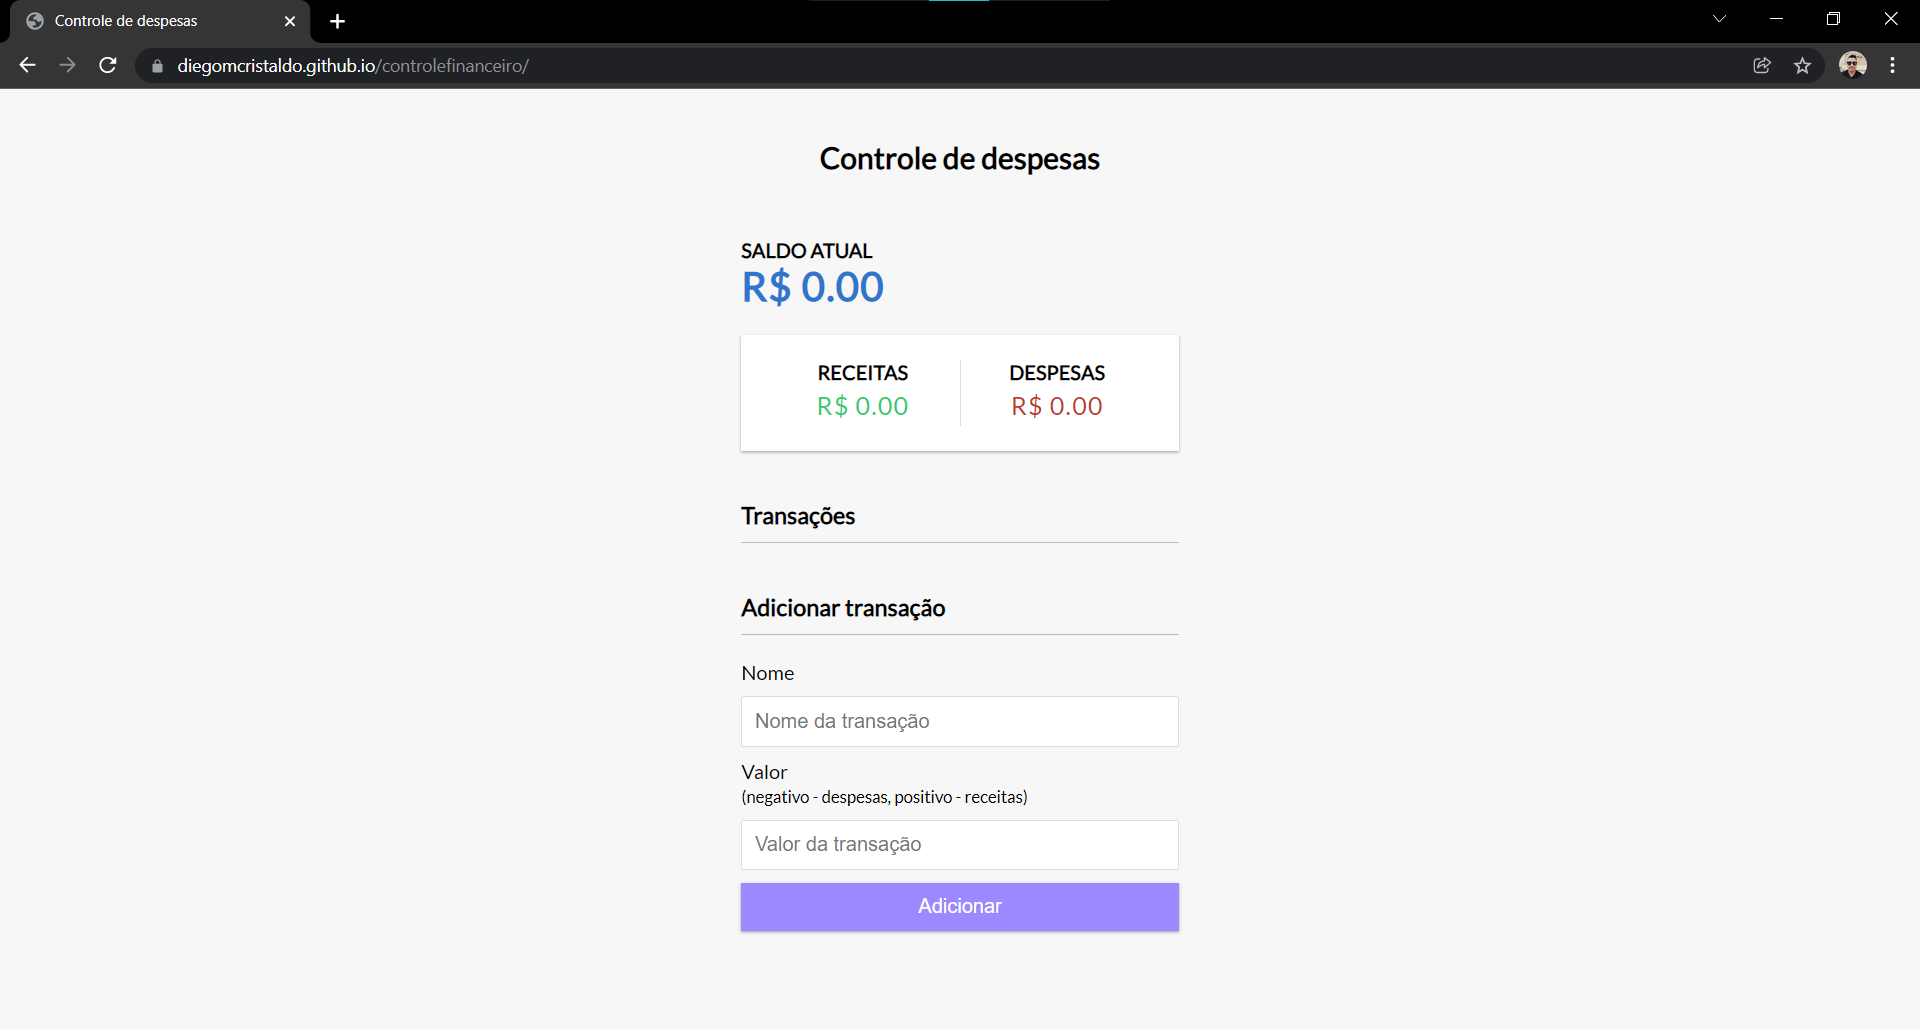 Controle de despesas
diegomcristaldo.github.io/controlefinanceiro/
Controle de despesas
SALDO ATUAL
R$ 0.00
RECEITAS
R$ 0.00
DESPESAS
R$ 0.00
Transações
Adicionar transação
Nome
Nome da transação
Valor
(negativo - despesas, positivo - receitas)
Valor da transação
Adicionar